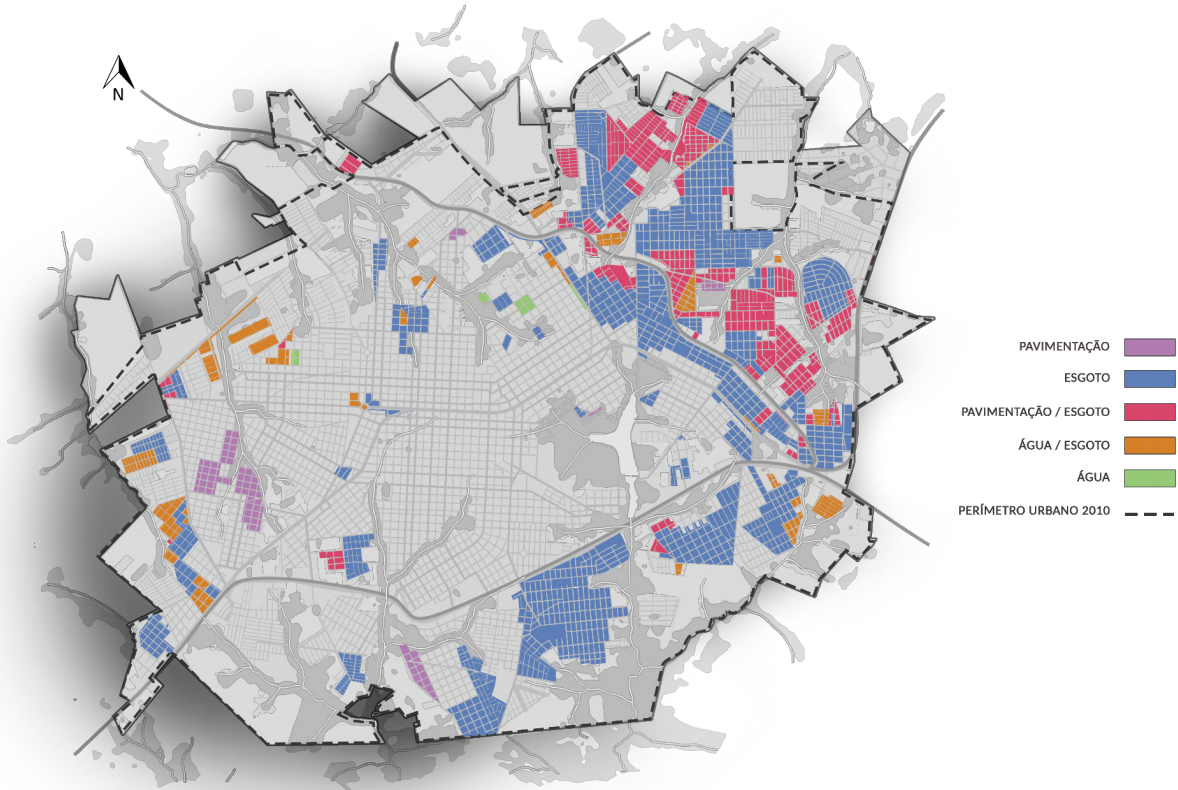 N
PAVIMENTAÇÃO
ESGOTO
PAVIMENTAÇÃO / ESGOTO
ÁGUA / ESGOTO
ÁGUA
PERÍMETRO URBANO 2010